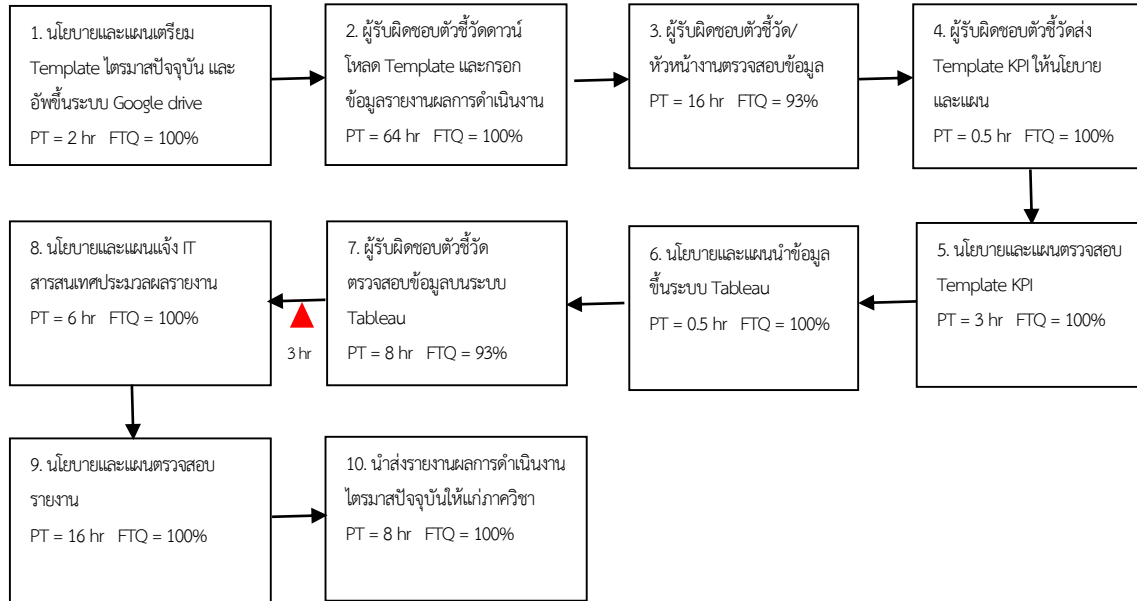 1. นโยบายและแผนเตรียม
Template ไตรมาสปัจจุบัน และ
อัพขึ้นระบบ Google drive
PT = 2 hr FTQ = 100%
2. ผู้รับผิดชอบตัวชี้วัดดาวน์
โหลด Template และกรอก
ข้อมูลรายงานผลการดำเนินงาน
PT = 64 hr FTQ = 100%
3. ผู้รับผิดชอบตัวชี้วัด/
หัวหน้างานตรวจสอบข้อมูล
PT = 16 hr FTQ = 93%
4. ผู้รับผิดชอบตัวชี้วัดส่ง
Template KPI ให้นโยบาย
และแผน
PT = 0.5 hr FTQ = 100%
5. นโยบายและแผนตรวจสอบ
Template KPI
PT = 3 hr FTQ = 100%
6. นโยบายและแผนนำข้อมูล
ขึ้นระบบ Tableau
PT = 0.5 hr FTQ = 100%
7. ผู้รับผิดชอบตัวชี้วัด
ตรวจสอบข้อมูลบนระบบ
Tableau
PT = 8 hr FTQ = 93%
3 hr
8. นโยบายและแผนแจ้ง IT
สารสนเทศประมวลผลรายงาน
PT = 6 hr FTQ = 100%
9. นโยบายและแผนตรวจสอบ
รายงาน
PT = 16 hr FTQ = 100%
10. นำส่งรายงานผลการดำเนินงาน
ไตรมาสปัจจุบันให้แก่ภาควิชา
PT = 8 hr FTQ = 100%